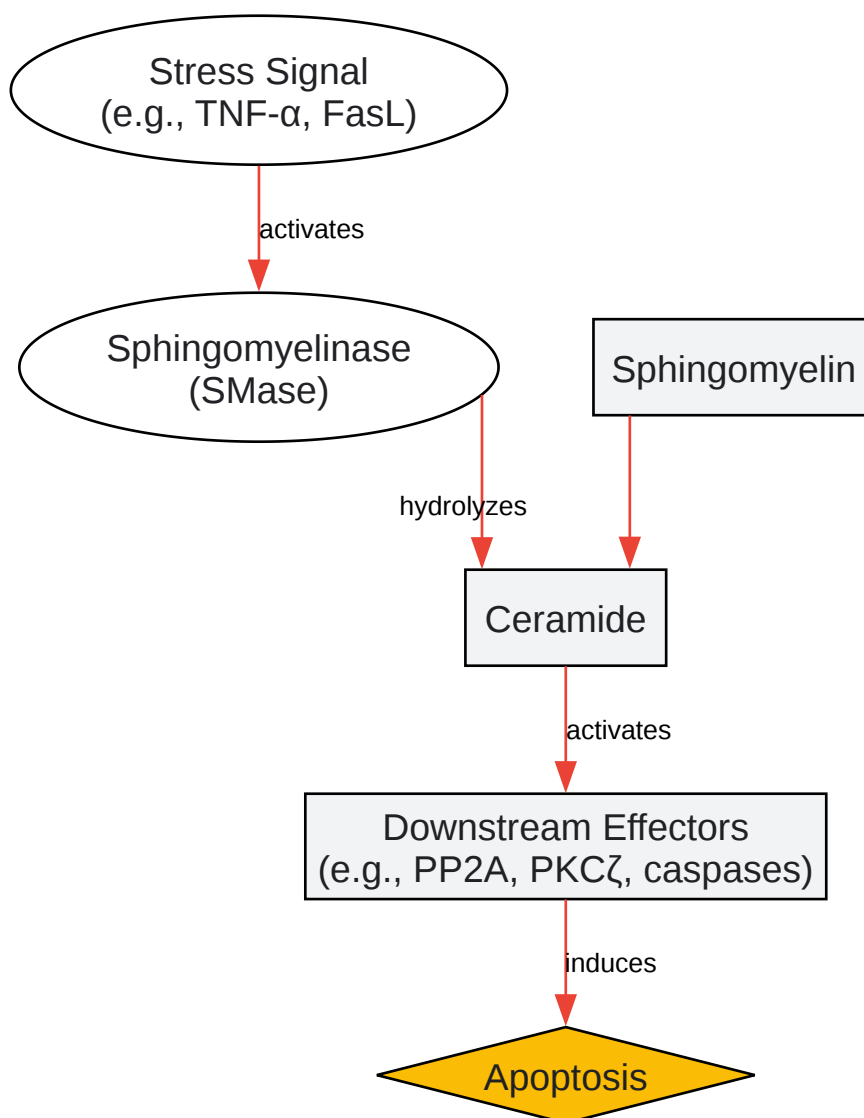 Stress Signal
(e.g., TNF-α, FasL)
activates
Sphingomyelinase
(SMase)
Sphingomyelin
hydrolyzes
Ceramide
activates
Downstream Effectors
(e.g., PP2A, PKCζ, caspases)
induces
Apoptosis